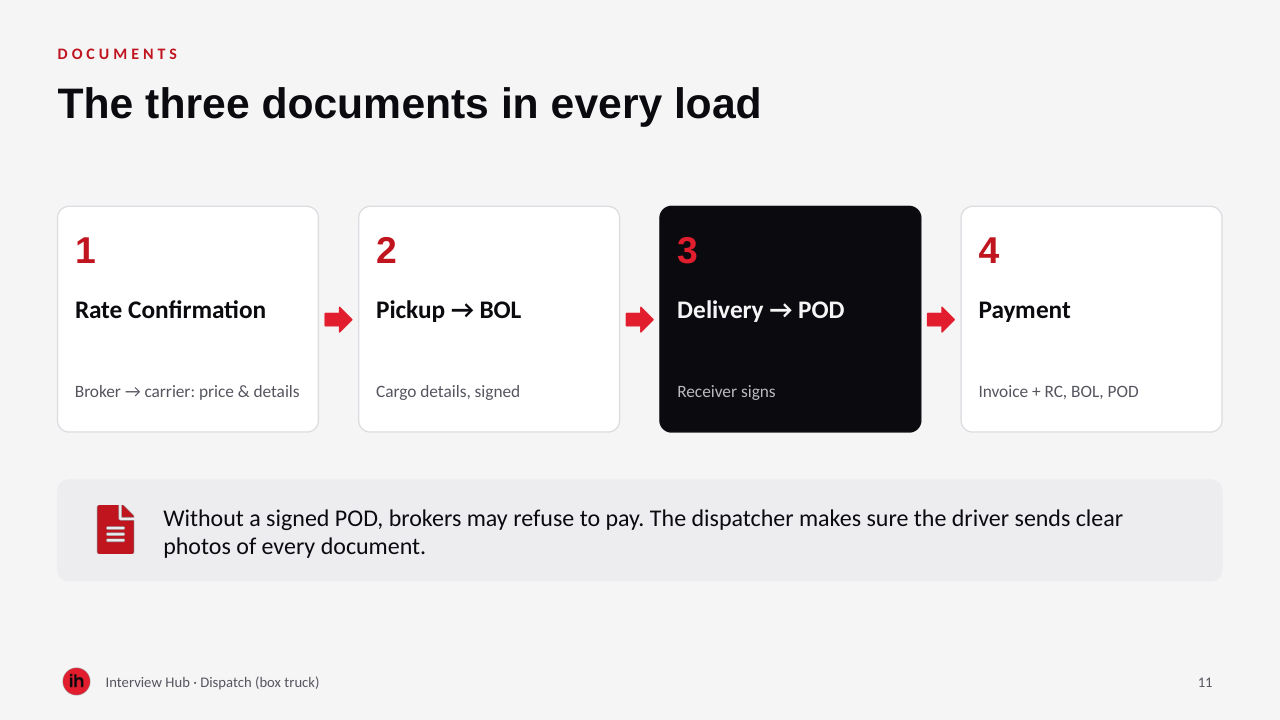 DOCUMENTS
The three documents in every load
1
Rate Confirmation
Broker → carrier: price & details
2
Pickup → BOL
Cargo details, signed
3
Delivery → POD
Receiver signs
4
Payment
Invoice + RC, BOL, POD
Without a signed POD, brokers may refuse to pay. The dispatcher makes sure the driver sends clear
photos of every document.
ih
Interview Hub · Dispatch (box truck)
11